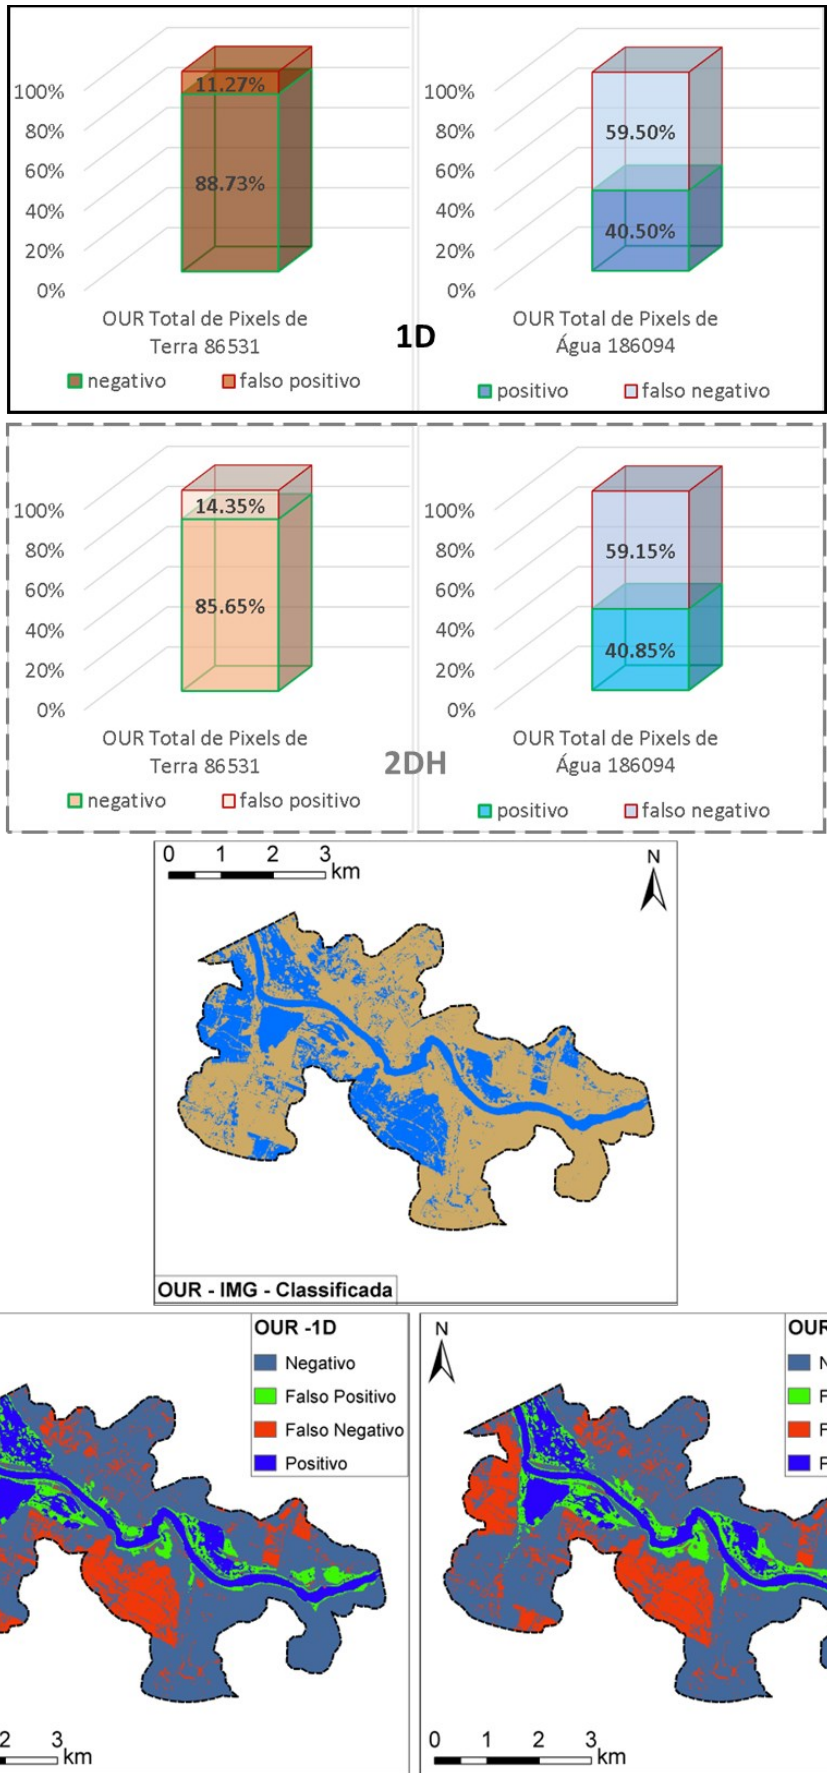 100%
80%
60%
40%
20%
0%
11.27%
88.73%
OUR Total de Pixels de
Terra 86531
negativo
falso positivo
100%
80%
60%
40%
20%
0%
59.50%
40.50%
OUR Total de Pixels de
Água 186094
positivo
falso negativo
1D
100%
80%
60%
40%
20%
0%
14.35%
85.65%
OUR Total de Pixels de
Terra 86531
negativo
falso positivo
100%
80%
60%
40%
20%
0%
59.15%
40.85%
OUR Total de Pixels de
Água 186094
positivo
falso negativo
2DH
0 1 2 3
km
N
OUR - IMG - Classificada
OUR -1D
Negativo
Falso Positivo
Falso Negativo
Positivo
2 3
km
N
OUR
N
F
F
P
0 1 2 3
km